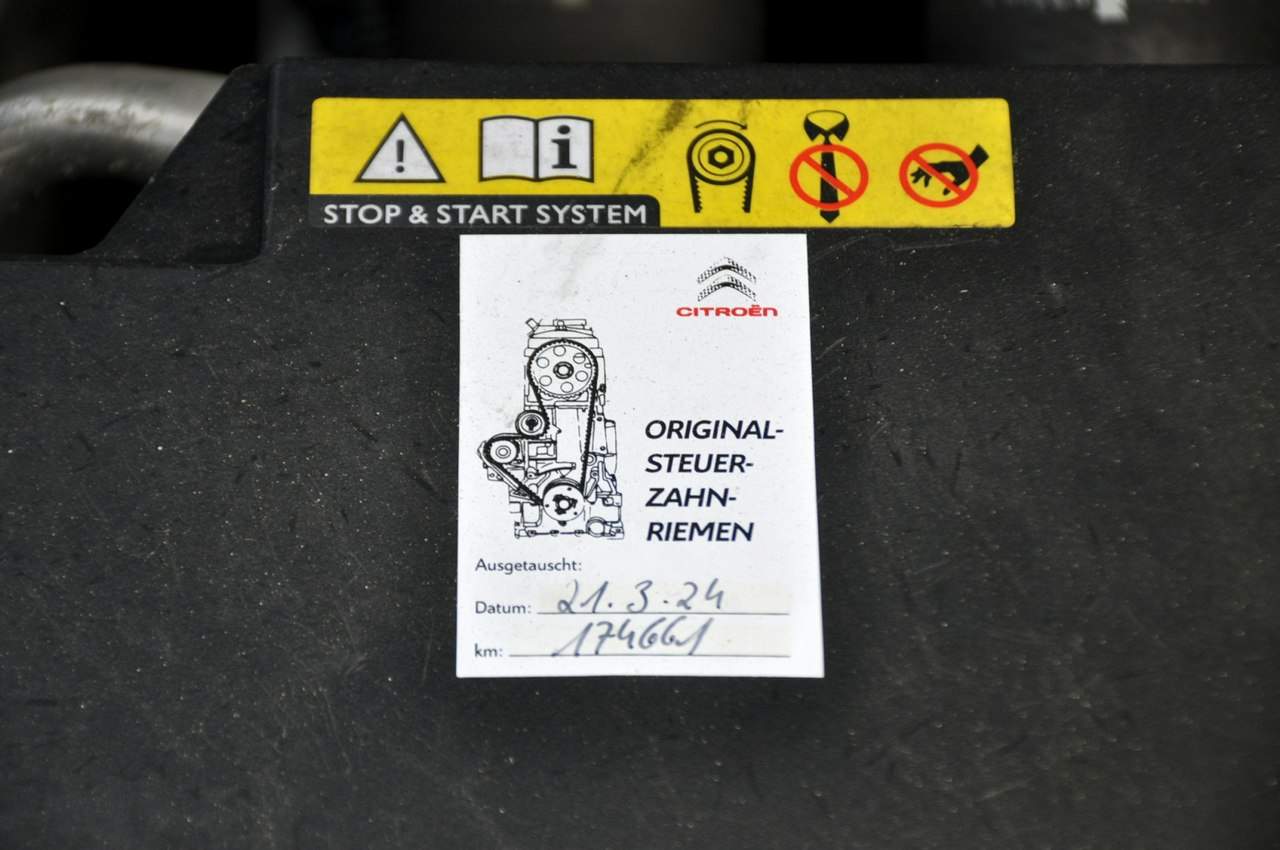 STOP & START SYSTEM
CITROËN
ORIGINAL-
STEUER-
ZAHN-
RIEMEN
Ausgetauscht:
Datum: 21.3.24
km: 174661